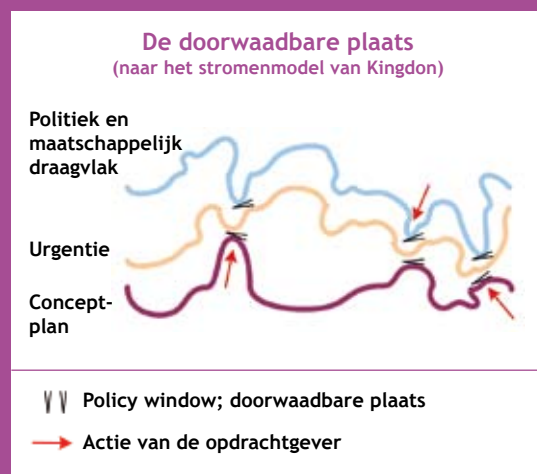 De doorwaadbare plaats
(naar het stromenmodel van Kingdon)
Politiek en
maatschappelijk
draagvlak
Urgentie
Concept-
plan
Policy window; doorwaadbare plaats
Actie van de opdrachtgever